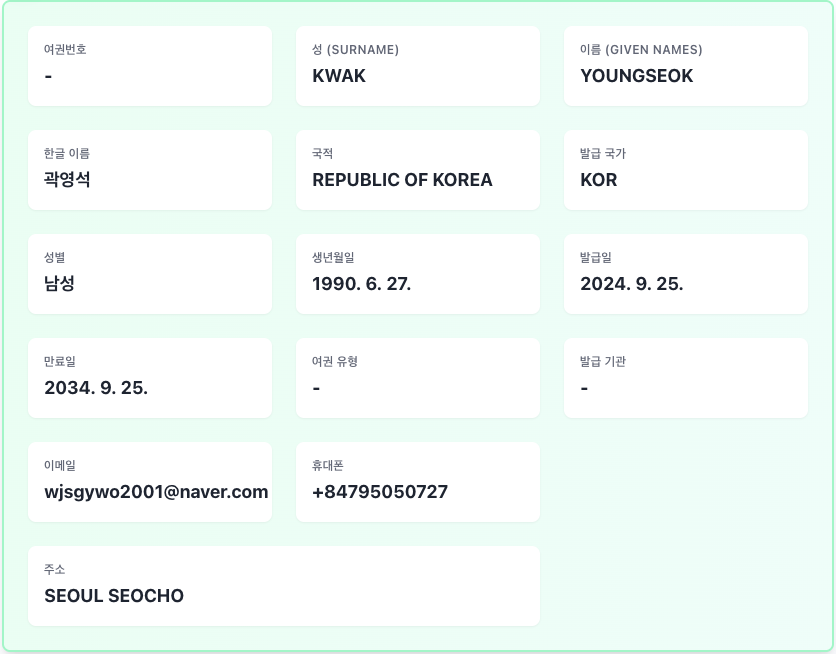 여권번호
-
성 (SURNAME)
KWAK
이름 (GIVEN NAMES)
YOUNGSEOK
한글 이름
곽영석
국적
REPUBLIC OF KOREA
발급 국가
KOR
성별
남성
생년월일
1990. 6. 27.
발급일
2024. 9. 25.
만료일
2034. 9. 25.
여권 유형
-
발급 기관
-
이메일
wjsgywo2001@naver.com
휴대폰
+84795050727
주소
SEOUL SEOCHO